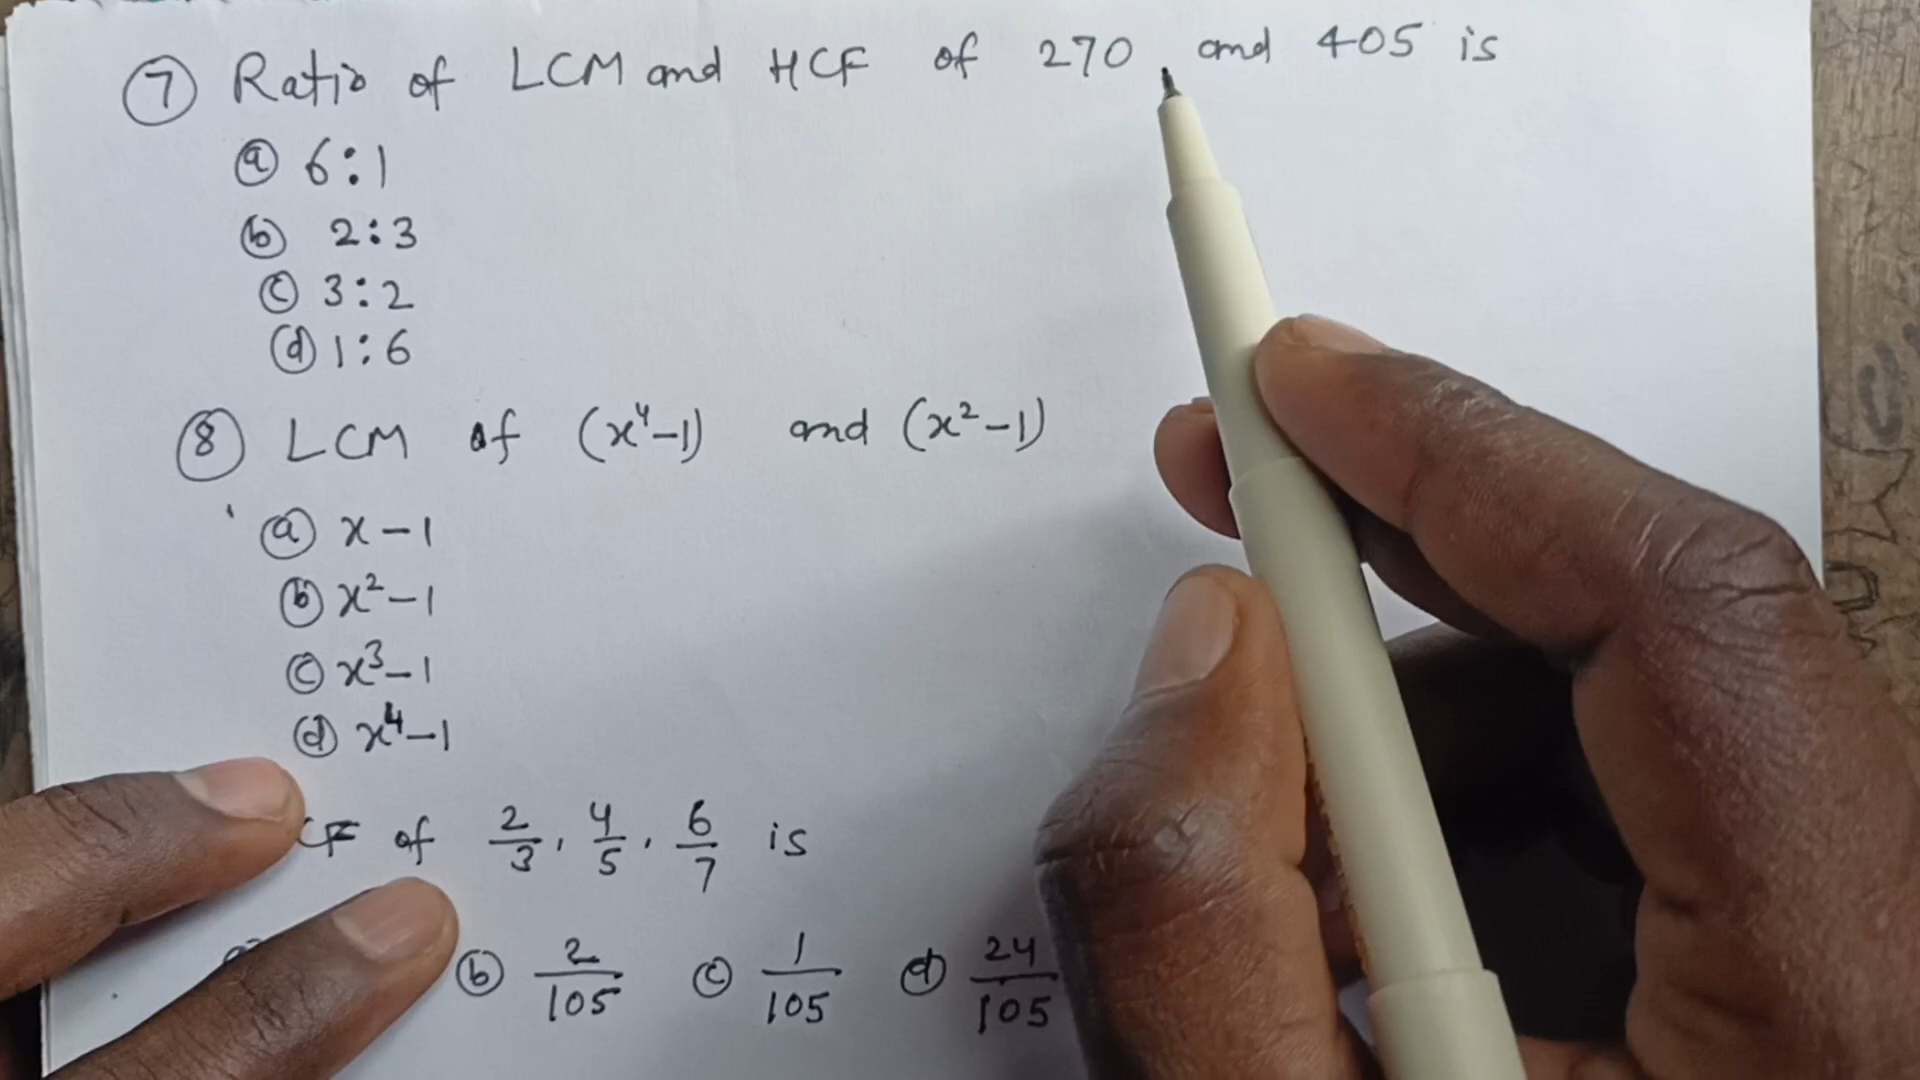 ⑦ Ratio of LCM and HCF of 270 and 405 is
ⓐ 6:1
ⓑ 2:3
ⓒ 3:2
ⓓ 1:6
⑧ LCM of (x⁴-1) and (x²-1)
ⓐ x-1
ⓑ x²-1
ⓒ x³-1
ⓓ x⁴-1
CF of 2/3, 4/5, 6/7 is
ⓑ 2/105 ⓒ 1/105 ⓓ 24/105